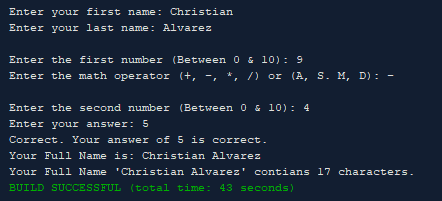 Enter your first name: Christian
Enter your last name: Alvarez
Enter the first number (Between 0 & 10): 9
Enter the math operator (+, -, *, /) or (A, S. M, D): -
Enter the second number (Between 0 & 10): 4
Enter your answer: 5
Correct. Your answer of 5 is correct.
Your Full Name is: Christian Alvarez
Your Full Name 'Christian Alvarez' contians 17 characters.
BUILD SUCCESSFUL (total time: 43 seconds)